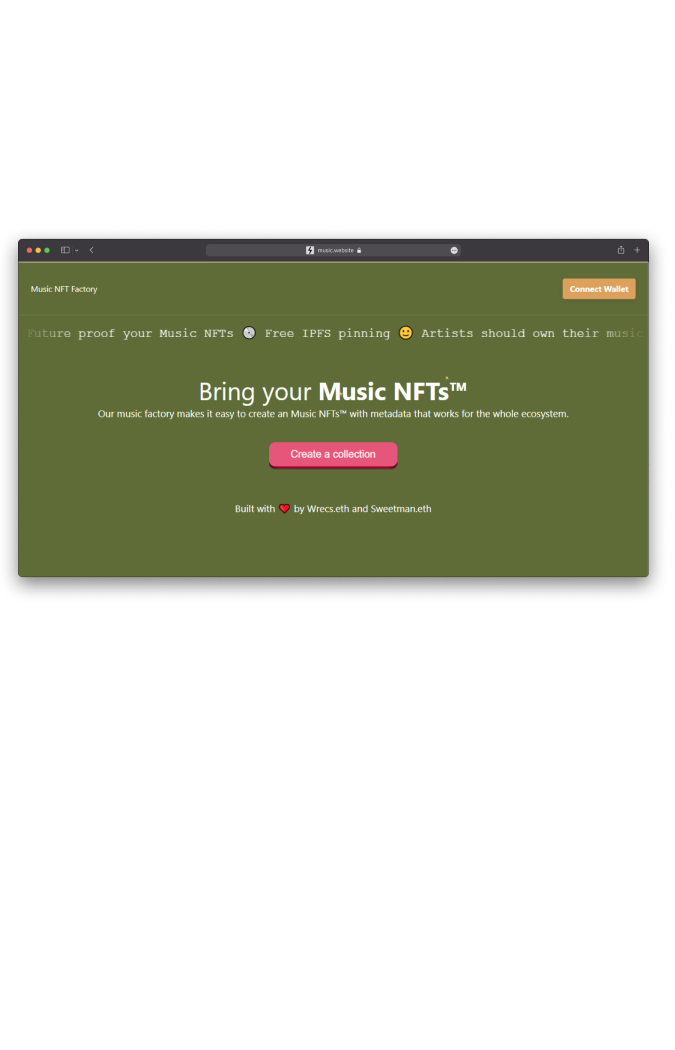 music.website
Music NFT Factory
Connect Wallet
Future proof your Music NFTs Free IPFS pinning Artists should own their music
Bring your Music NFTs™
Our music factory makes it easy to create an Music NFTs™ with metadata that works for the whole ecosystem.
Create a collection
Built with ❤️ by Wrecs.eth and Sweetman.eth